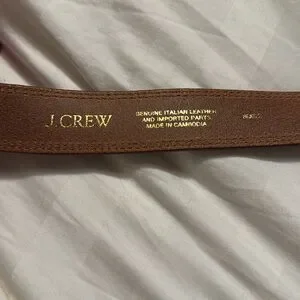 J.CREW
GENUINE ITALIAN LEATHER
AND IMPORTED PARTS
MADE IN CAMBODIA